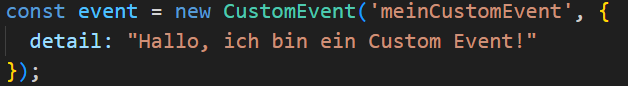 const event = new CustomEvent('meinCustomEvent', {
  detail: "Hallo, ich bin ein Custom Event!"
});